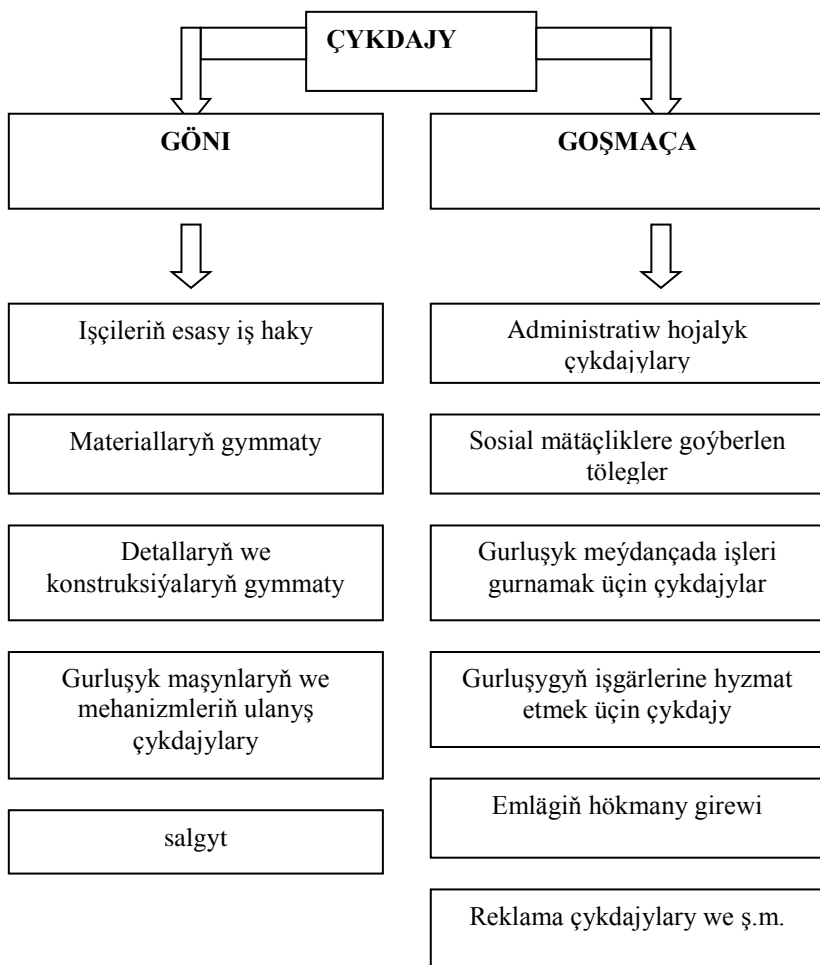 ÇYKDAJY
GÖNI
Işçileriň esasy iş haky
Materiallaryň gymmaty
Detallaryň we
konstruksiýalaryň gymmaty
Gurluşyk maşynlaryň we
mehanizmleriň ulanyş
çykdajylary
salgyt
GOŞMAÇA
Administratiw hojalyk
çykdajylary
Sosial mätäçliklere goýberlen
tölegler
Gurluşyk meýdançada işleri
gurnamak üçin çykdajylar
Gurluşygyň işgärlerine hyzmat
etmek üçin çykdajy
Emlägiň hökmany girewi
Reklama çykdajylary we ş.m.